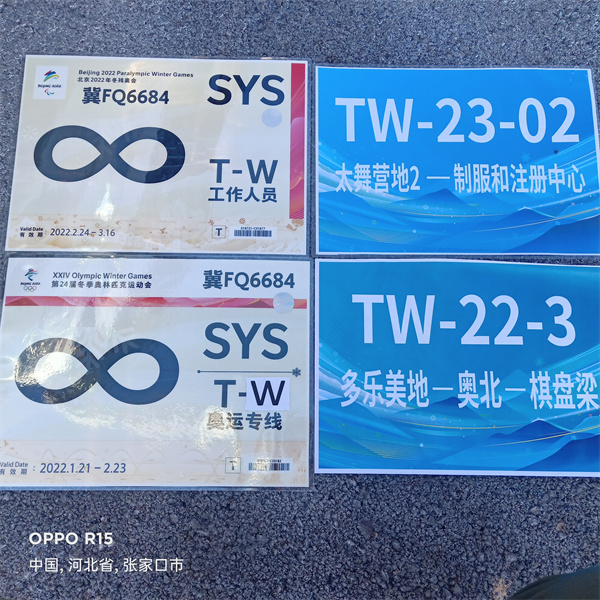 Beijing 2022 Paralympic Winter Games
北京2022年冬残奥会
冀FQ6684
SYS
T-W
工作人员
Valid Date
有效期:
2022.2.24-3.16
T
TW-23-02
太舞营地2 — 制服和注册中心
XXIV Olympic Winter Games
第24届冬季奥林匹克运动会
冀FQ6684
SYS
T-W
奥运专线
Valid Date
有效期:
2022.1.21-2.23
T
TW-22-3
多乐美地 — 奥北 — 棋盘梁
OPPO R15
中国, 河北省, 张家口市